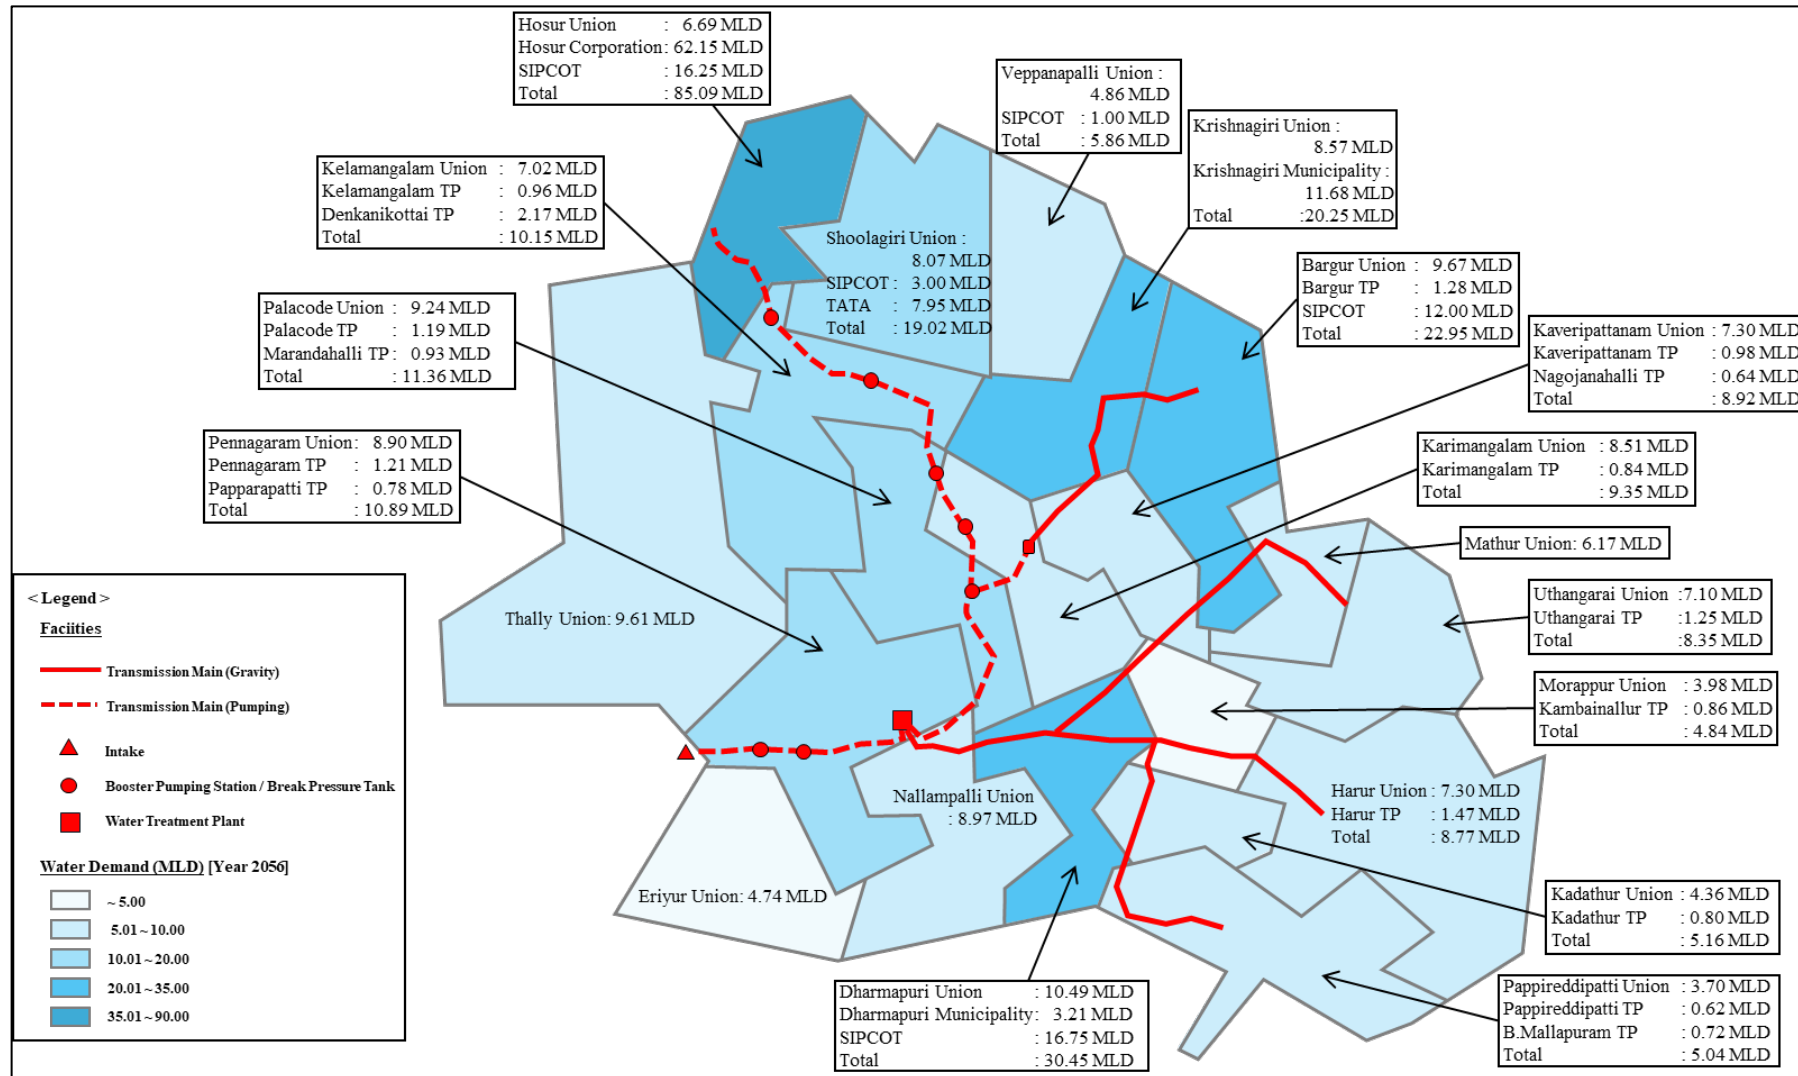 Hosur Union : 6.69 MLD
Hosur Corporation: 62.15 MLD
SIPCOT : 16.25 MLD
Total : 85.09 MLD
Veppanapalli Union :
4.86 MLD
SIPCOT : 1.00 MLD
Total : 5.86 MLD
Krishnagiri Union :
8.57 MLD
Krishnagiri Municipality :
11.68 MLD
Total :20.25 MLD
Kelamangalam Union : 7.02 MLD
Kelamangalam TP : 0.96 MLD
Denkanikottai TP : 2.17 MLD
Total : 10.15 MLD
Shoolagiri Union :
8.07 MLD
SIPCOT : 3.00 MLD
TATA : 7.95 MLD
Total : 19.02 MLD
Bargur Union : 9.67 MLD
Bargur TP : 1.28 MLD
SIPCOT : 12.00 MLD
Total : 22.95 MLD
Palacode Union : 9.24 MLD
Palacode TP : 1.19 MLD
Marandahalli TP : 0.93 MLD
Total : 11.36 MLD
Kaveripattanam Union : 7.30 MLD
Kaveripattanam TP : 0.98 MLD
Nagojanahalli TP : 0.64 MLD
Total : 8.92 MLD
Pennagaram Union: 8.90 MLD
Pennagaram TP : 1.21 MLD
Papparapatti TP : 0.78 MLD
Total : 10.89 MLD
Karimangalam Union : 8.51 MLD
Karimangalam TP : 0.84 MLD
Total : 9.35 MLD
Mathur Union: 6.17 MLD
Thally Union: 9.61 MLD
Uthangarai Union :7.10 MLD
Uthangarai TP :1.25 MLD
Total :8.35 MLD
Morappur Union : 3.98 MLD
Kambainallur TP : 0.86 MLD
Total : 4.84 MLD
Nallampalli Union
: 8.97 MLD
Harur Union : 7.30 MLD
Harur TP : 1.47 MLD
Total : 8.77 MLD
Eriyur Union: 4.74 MLD
Kadathur Union : 4.36 MLD
Kadathur TP : 0.80 MLD
Total : 5.16 MLD
Dharmapuri Union : 10.49 MLD
Dharmapuri Municipality: 3.21 MLD
SIPCOT : 16.75 MLD
Total : 30.45 MLD
Pappireddipatti Union : 3.70 MLD
Pappireddipatti TP : 0.62 MLD
B.Mallapuram TP : 0.72 MLD
Total : 5.04 MLD
< Legend >
Faciities
Transmission Main (Gravity)
Transmission Main (Pumping)
Intake
Booster Pumping Station / Break Pressure Tank
Water Treatment Plant
Water Demand (MLD) [Year 2056]
~ 5.00
5.01 ~ 10.00
10.01 ~ 20.00
20.01 ~ 35.00
35.01 ~ 90.00